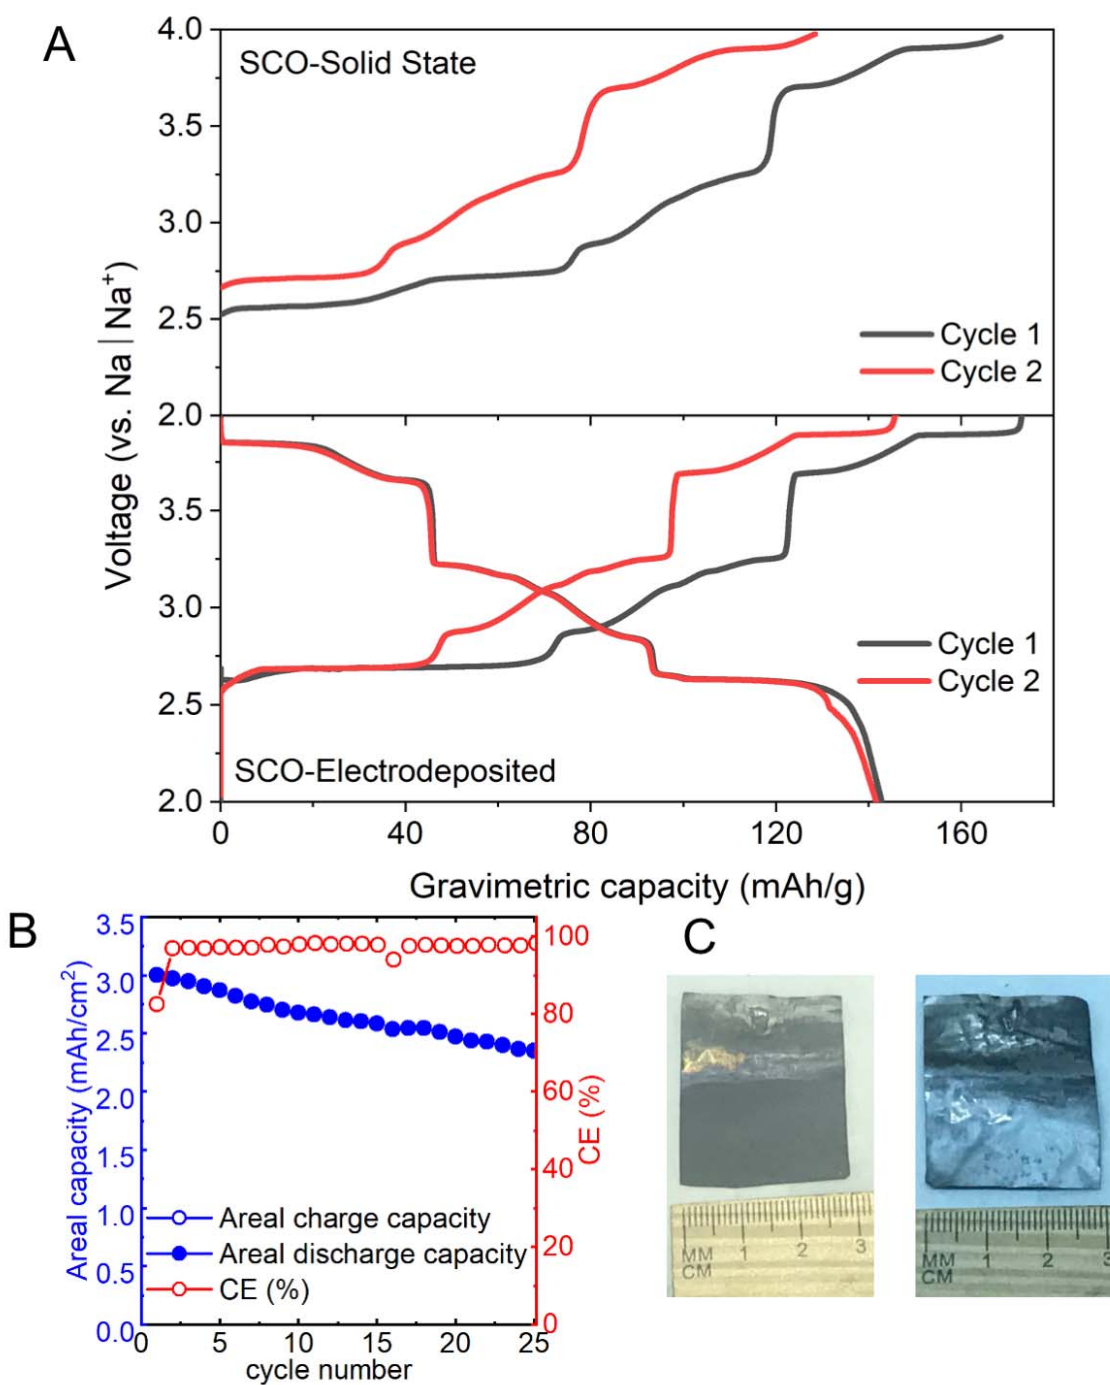 A
SCO-Solid State
4.0
3.5
3.0
2.5
2.0
Cycle 1
Cycle 2
Voltage (vs. Na | Na⁺)
3.5
3.0
2.5
2.0
Cycle 1
Cycle 2
SCO-Electrodeposited
0 40 80 120 160
Gravimetric capacity (mAh/g)
B
3.5
3.0
2.5
2.0
1.5
1.0
0.5
0.0
Areal capacity (mAh/cm²)
100
80
60
40
20
0
CE (%)
Areal charge capacity
Areal discharge capacity
CE (%)
0 5 10 15 20 25
cycle number
C
MM 1 2 3
CM
MM 1 2 3
CM